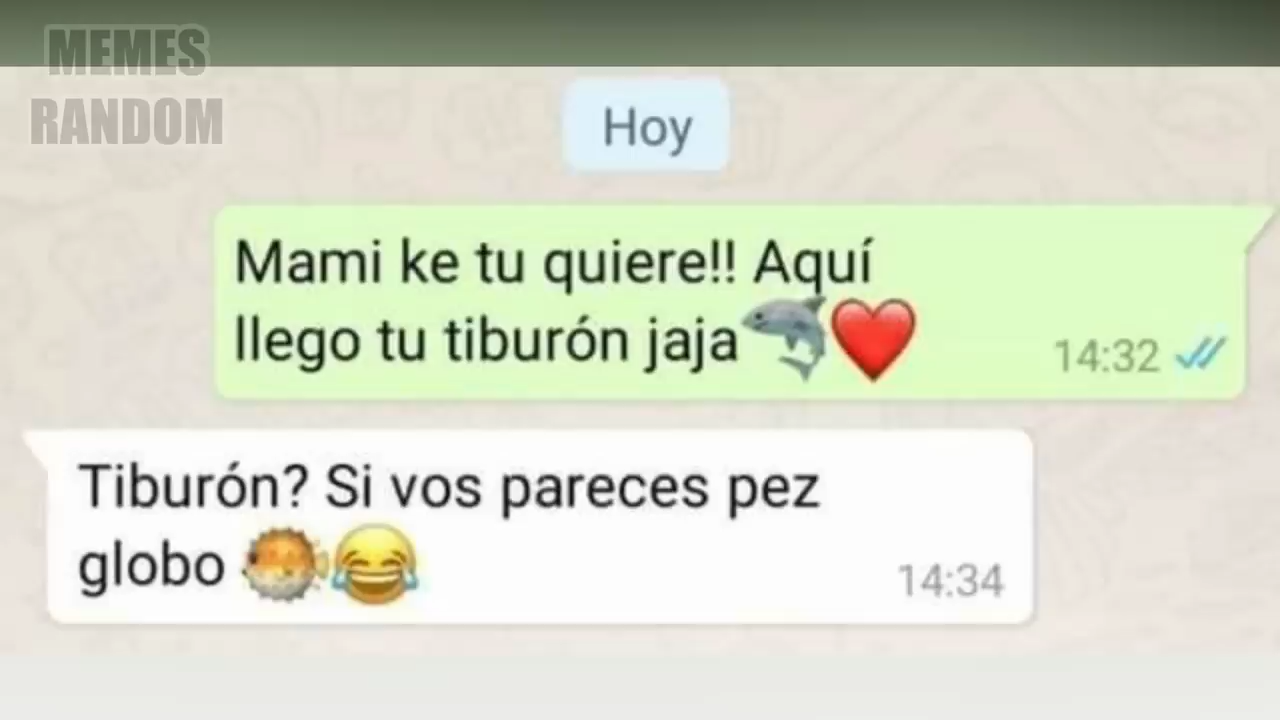 MEMES
RANDOM
Hoy
Mami ke tu quiere!! Aquí
llego tu tiburón jaja🦈❤️
14:32
Tiburón? Si vos pareces pez
globo 🐡😂
14:34